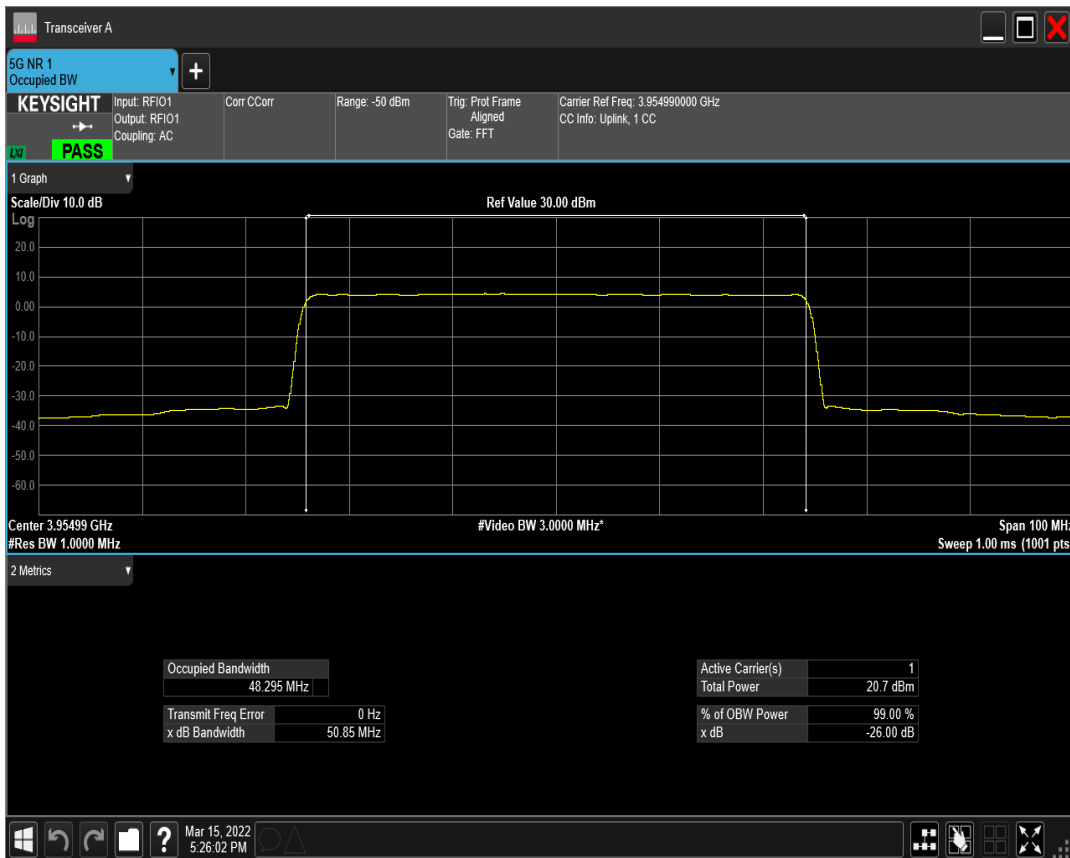 Transceiver A
5G NR 1
Occupied BW
+
KEYSIGHT
LXI
PASS
Input: RFIO1
Output: RFIO1
Coupling: AC
Corr CCorr
Range: -50 dBm
Trig: Prot Frame
Aligned
Gate: FFT
Carrier Ref Freq: 3.954990000 GHz
CC Info: Uplink, 1 CC
1 Graph
Scale/Div 10.0 dB
Ref Value 30.00 dBm
Log
20.0
10.0
0.00
-10.0
-20.0
-30.0
-40.0
-50.0
-60.0
Center 3.95499 GHz
#Video BW 3.0000 MHz*
Span 100 MHz
#Res BW 1.0000 MHz
Sweep 1.00 ms (1001 pts
2 Metrics
Occupied Bandwidth
48.295 MHz
Transmit Freq Error 0 Hz
x dB Bandwidth 50.85 MHz
Active Carrier(s) 1
Total Power 20.7 dBm
% of OBW Power 99.00 %
x dB -26.00 dB
?
Mar 15, 2022
5:26:02 PM